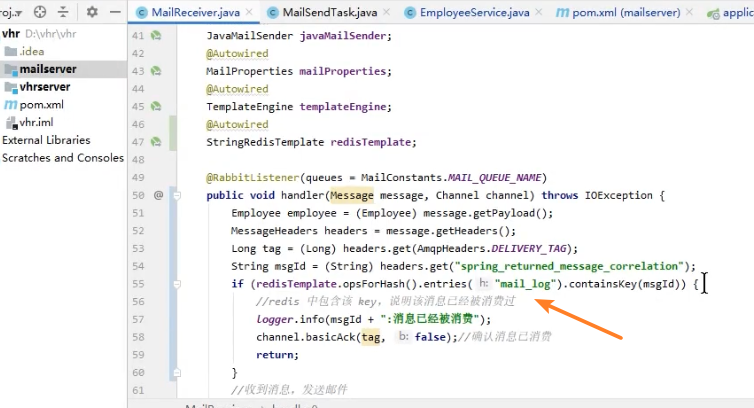 roj.
MailReceiver.java
MailSendTask.java
EmployeeService.java
pom.xml (mailserver)
applic
vhr D:\vhr\vhr
.idea
mailserver
vhrserver
pom.xml
vhr.iml
External Libraries
Scratches and Consoles
41 JavaMailSender javaMailSender;
42 @Autowired
43 MailProperties mailProperties;
44 @Autowired
45 TemplateEngine templateEngine;
46 @Autowired
47 StringRedisTemplate redisTemplate;
48
49 @RabbitListener(queues = MailConstants.MAIL_QUEUE_NAME)
50 @ public void handler(Message message, Channel channel) throws IOException {
51 Employee employee = (Employee) message.getPayload();
52 MessageHeaders headers = message.getHeaders();
53 Long tag = (Long) headers.get(AmqpHeaders.DELIVERY_TAG);
54 String msgId = (String) headers.get("spring_returned_message_correlation");
55 if (redisTemplate.opsForHash().entries( h: "mail_log").containsKey(msgId)) {
56 //redis 中包含该 key，说明该消息已经被消费过
57 logger.info(msgId + ":消息已经被消费");
58 channel.basicAck(tag, b: false);//确认消息已消费
59 return;
60 }
61 //收到消息，发送邮件